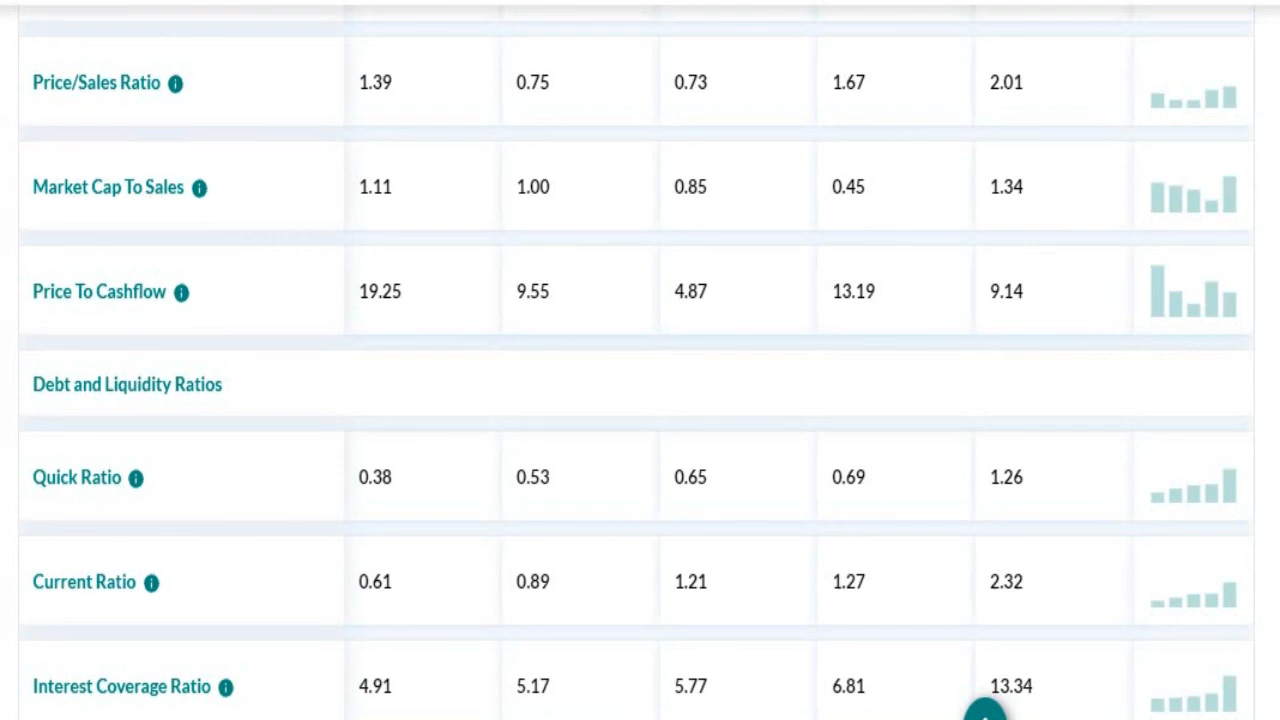 Price/Sales Ratio 1.39 0.75 0.73 1.67 2.01
Market Cap To Sales 1.11 1.00 0.85 0.45 1.34
Price To Cashflow 19.25 9.55 4.87 13.19 9.14
Debt and Liquidity Ratios
Quick Ratio 0.38 0.53 0.65 0.69 1.26
Current Ratio 0.61 0.89 1.21 1.27 2.32
Interest Coverage Ratio 4.91 5.17 5.77 6.81 13.34